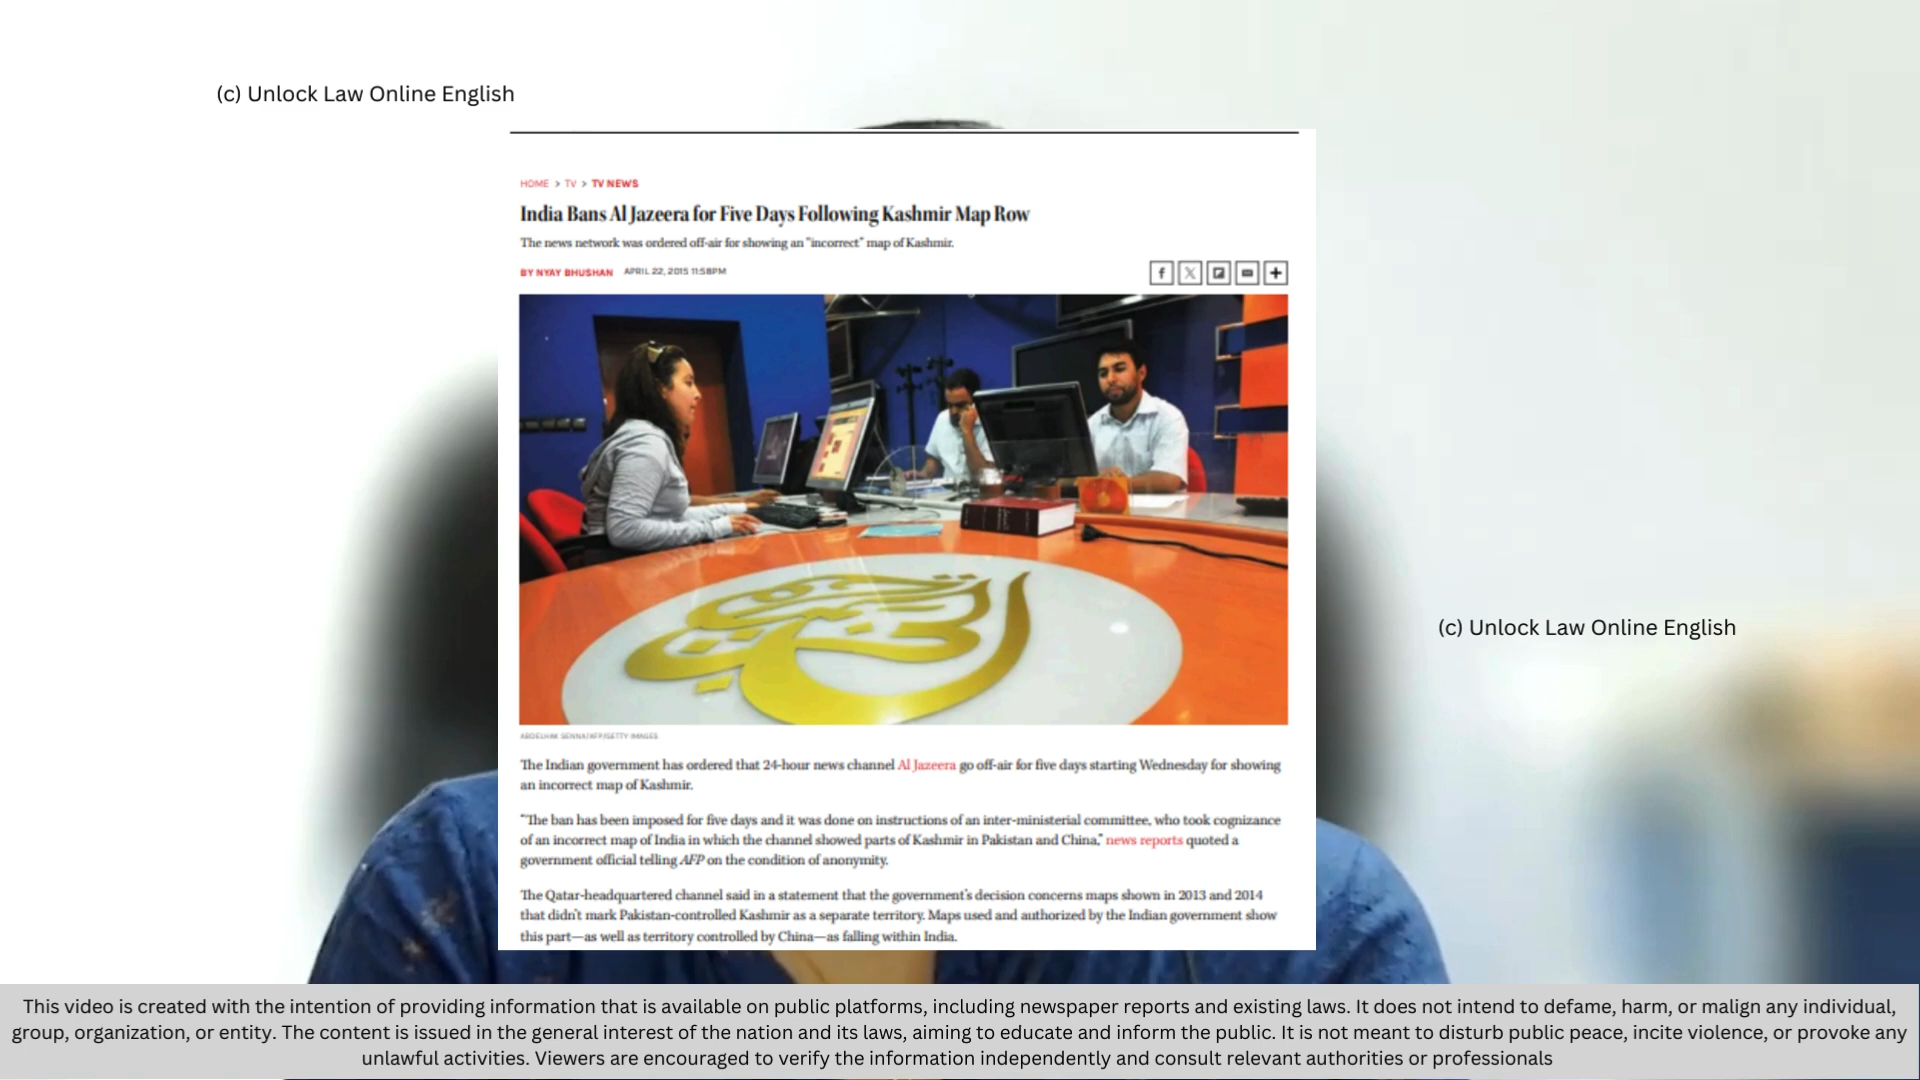 (c) Unlock Law Online English
HOME > TV > TV NEWS
India Bans Al Jazeera for Five Days Following Kashmir Map Row
The news network was ordered off-air for showing an "incorrect" map of Kashmir.
BY NYAY BHUSHAN APRIL 22, 2015 11:58PM
الجزيرة
ABDELHAK SENNA/AFP/GETTY IMAGES
The Indian government has ordered that 24-hour news channel Al Jazeera go off-air for five days starting Wednesday for showing
an incorrect map of Kashmir.
"The ban has been imposed for five days and it was done on instructions of an inter-ministerial committee, who took cognizance
of an incorrect map of India in which the channel showed parts of Kashmir in Pakistan and China," news reports quoted a
government official telling AFP on the condition of anonymity.
The Qatar-headquartered channel said in a statement that the government's decision concerns maps shown in 2013 and 2014
that didn't mark Pakistan-controlled Kashmir as a separate territory. Maps used and authorized by the Indian government show
this part—as well as territory controlled by China—as falling within India.
(c) Unlock Law Online English
This video is created with the intention of providing information that is available on public platforms, including newspaper reports and existing laws. It does not intend to defame, harm, or malign any individual,
group, organization, or entity. The content is issued in the general interest of the nation and its laws, aiming to educate and inform the public. It is not meant to disturb public peace, incite violence, or provoke any
unlawful activities. Viewers are encouraged to verify the information independently and consult relevant authorities or professionals